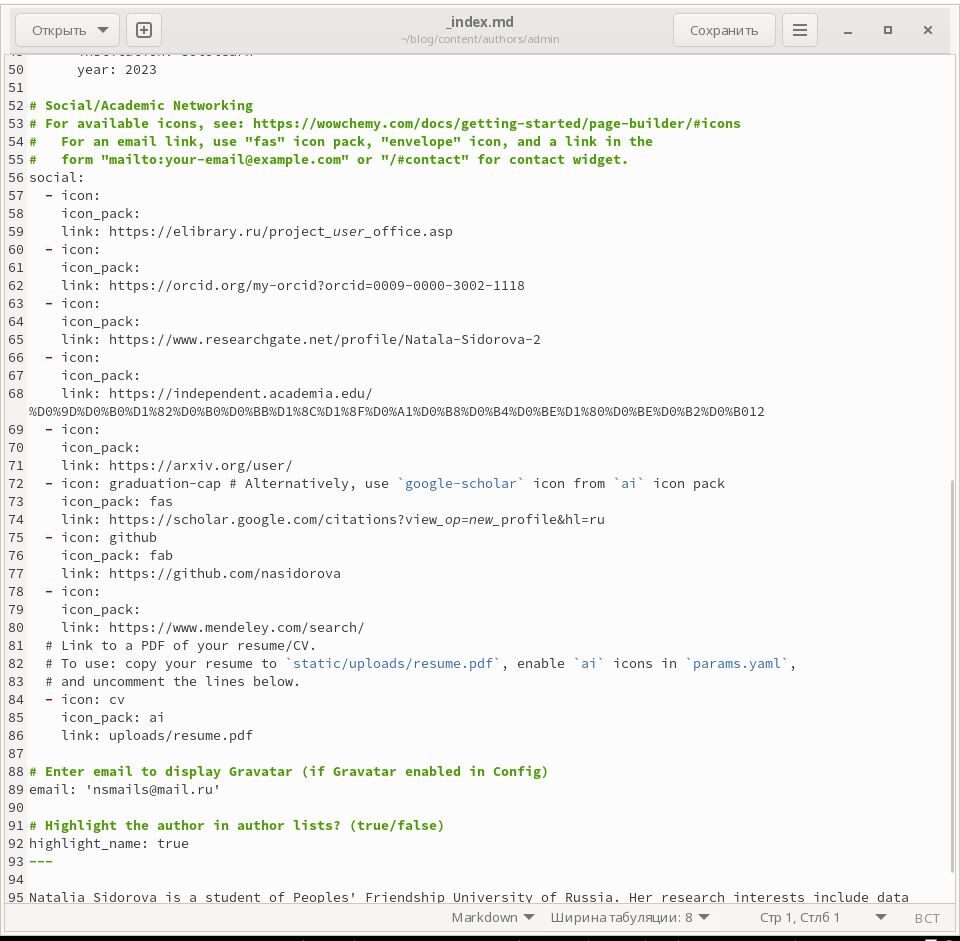 Открыть
_index.md
~/blog/content/authors/admin
Сохранить
50 year: 2023
51
52 # Social/Academic Networking
53 # For available icons, see: https://wowchemy.com/docs/getting-started/page-builder/#icons
54 #   For an email link, use "fas" icon pack, "envelope" icon, and a link in the
55 #   form "mailto:your-email@example.com" or "/#contact" for contact widget.
56 social:
57   - icon:
58     icon_pack:
59     link: https://elibrary.ru/project_user_office.asp
60   - icon:
61     icon_pack:
62     link: https://orcid.org/my-orcid?orcid=0009-0000-3002-1118
63   - icon:
64     icon_pack:
65     link: https://www.researchgate.net/profile/Natala-Sidorova-2
66   - icon:
67     icon_pack:
68     link: https://independent.academia.edu/
%D0%9D%D0%B0%D1%82%D0%B0%D0%BB%D1%8C%D1%8F%D0%A1%D0%B8%D0%B4%D0%BE%D1%80%D0%BE%D0%B2%D0%B012
69   - icon:
70     icon_pack:
71     link: https://arxiv.org/user/
72   - icon: graduation-cap # Alternatively, use `google-scholar` icon from `ai` icon pack
73     icon_pack: fas
74     link: https://scholar.google.com/citations?view_op=new_profile&hl=ru
75   - icon: github
76     icon_pack: fab
77     link: https://github.com/nasidorova
78   - icon:
79     icon_pack:
80     link: https://www.mendeley.com/search/
81   # Link to a PDF of your resume/CV.
82   # To use: copy your resume to `static/uploads/resume.pdf`, enable `ai` icons in `params.yaml`,
83   # and uncomment the lines below.
84   - icon: cv
85     icon_pack: ai
86     link: uploads/resume.pdf
87
88 # Enter email to display Gravatar (if Gravatar enabled in Config)
89 email: 'nsmails@mail.ru'
90
91 # Highlight the author in author lists? (true/false)
92 highlight_name: true
93 ---
94
95 Natalia Sidorova is a student of Peoples' Friendship University of Russia. Her research interests include data
Markdown
Ширина табуляции: 8
Стр 1, Стлб 1
ВСТ